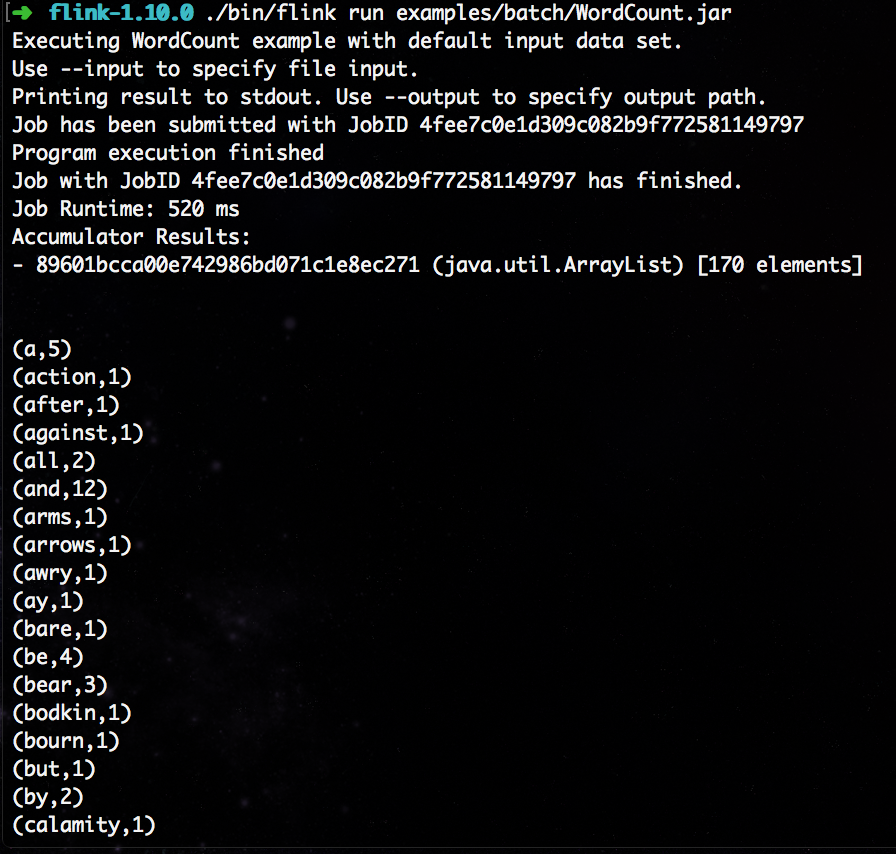 [➜ flink-1.10.0 ./bin/flink run examples/batch/WordCount.jar
Executing WordCount example with default input data set.
Use --input to specify file input.
Printing result to stdout. Use --output to specify output path.
Job has been submitted with JobID 4fee7c0e1d309c082b9f772581149797
Program execution finished
Job with JobID 4fee7c0e1d309c082b9f772581149797 has finished.
Job Runtime: 520 ms
Accumulator Results:
- 89601bcca00e742986bd071c1e8ec271 (java.util.ArrayList) [170 elements]
(a,5)
(action,1)
(after,1)
(against,1)
(all,2)
(and,12)
(arms,1)
(arrows,1)
(awry,1)
(ay,1)
(bare,1)
(be,4)
(bear,3)
(bodkin,1)
(bourn,1)
(but,1)
(by,2)
(calamity,1)